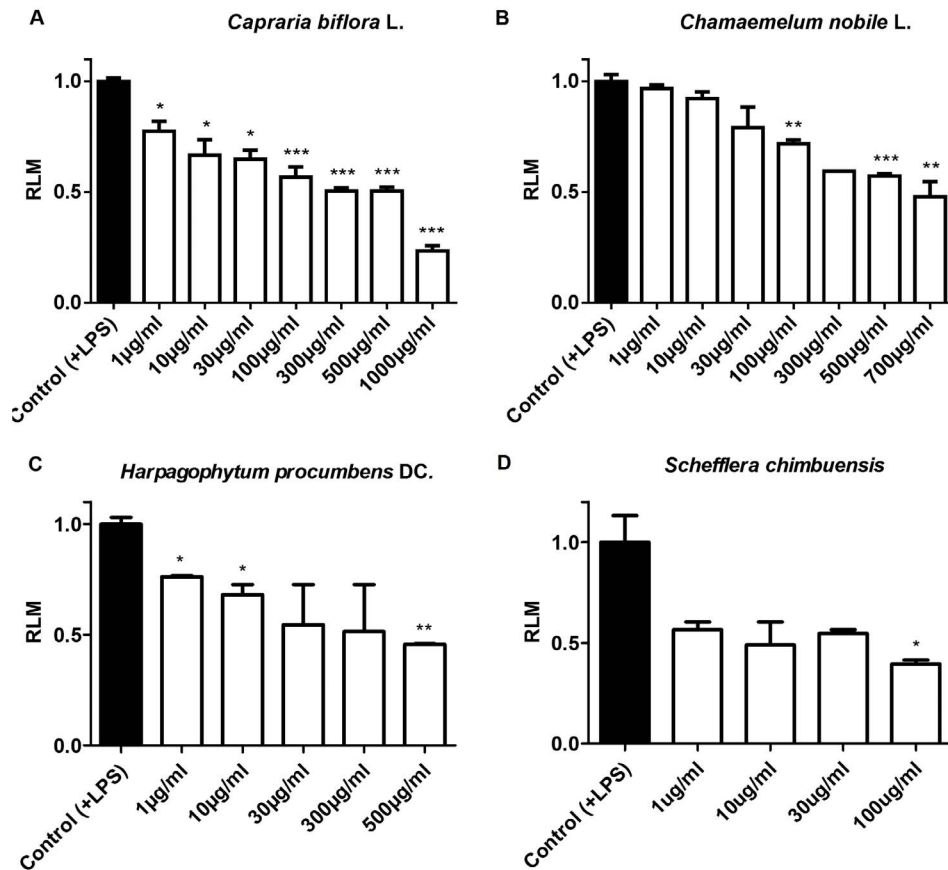 A
Capraria biflora L.
RLM
1.0
0.5
0.0
*
*
*
***
***
***
***
Control (+LPS)
1µg/ml
10µg/ml
30µg/ml
100µg/ml
300µg/ml
500µg/ml
1000µg/ml
B
Chamaemelum nobile L.
RLM
1.0
0.5
0.0
**
***
**
Control (+LPS)
1µg/ml
10µg/ml
30µg/ml
100µg/ml
300µg/ml
500µg/ml
700µg/ml
C
Harpagophytum procumbens DC.
RLM
1.0
0.5
0.0
*
*
**
Control (+LPS)
1µg/ml
10µg/ml
30µg/ml
300µg/ml
500µg/ml
D
Schefflera chimbuensis
RLM
1.0
0.5
0.0
*
Control (+LPS)
1ug/ml
10ug/ml
30ug/ml
100ug/ml